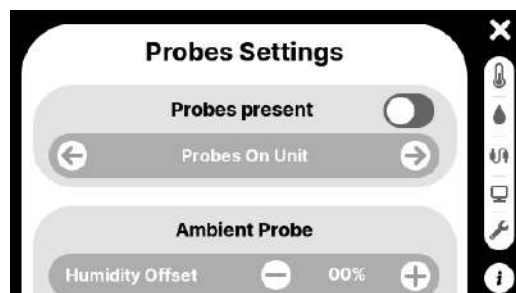 Probes Settings
Probes present
Probes On Unit
Ambient Probe
Humidity Offset 00%